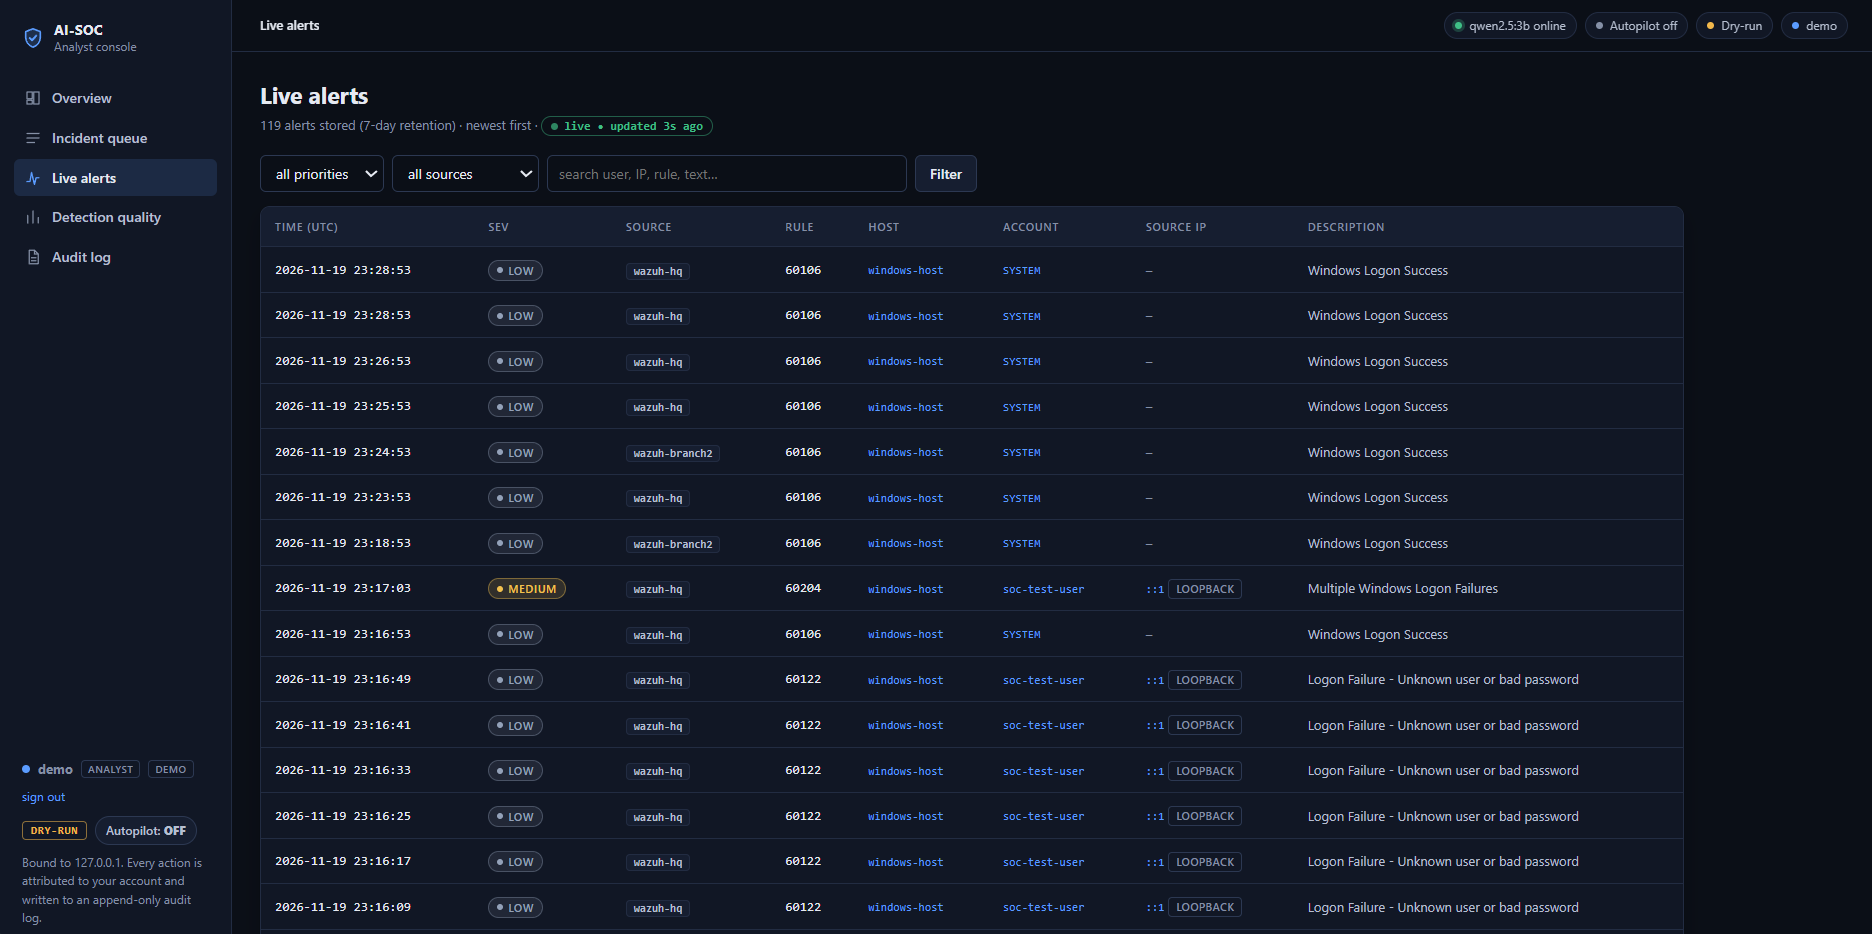 AI-SOC
Analyst console
Overview
Incident queue
Live alerts
Detection quality
Audit log
demo ANALYST DEMO
sign out
DRY-RUN Autopilot: OFF
Bound to 127.0.0.1. Every action is
attributed to your account and
written to an append-only audit
log.
Live alerts
qwen2.5:3b online Autopilot off Dry-run demo
Live alerts
119 alerts stored (7-day retention) · newest first · live • updated 3s ago
all priorities all sources search user, IP, rule, text... Filter
TIME (UTC) SEV SOURCE RULE HOST ACCOUNT SOURCE IP DESCRIPTION
2026-11-19 23:28:53 LOW wazuh-hq 60106 windows-host SYSTEM — Windows Logon Success
2026-11-19 23:28:53 LOW wazuh-hq 60106 windows-host SYSTEM — Windows Logon Success
2026-11-19 23:26:53 LOW wazuh-hq 60106 windows-host SYSTEM — Windows Logon Success
2026-11-19 23:25:53 LOW wazuh-hq 60106 windows-host SYSTEM — Windows Logon Success
2026-11-19 23:24:53 LOW wazuh-branch2 60106 windows-host SYSTEM — Windows Logon Success
2026-11-19 23:23:53 LOW wazuh-hq 60106 windows-host SYSTEM — Windows Logon Success
2026-11-19 23:18:53 LOW wazuh-branch2 60106 windows-host SYSTEM — Windows Logon Success
2026-11-19 23:17:03 MEDIUM wazuh-hq 60204 windows-host soc-test-user ::1 LOOPBACK Multiple Windows Logon Failures
2026-11-19 23:16:53 LOW wazuh-hq 60106 windows-host SYSTEM — Windows Logon Success
2026-11-19 23:16:49 LOW wazuh-hq 60122 windows-host soc-test-user ::1 LOOPBACK Logon Failure - Unknown user or bad password
2026-11-19 23:16:41 LOW wazuh-hq 60122 windows-host soc-test-user ::1 LOOPBACK Logon Failure - Unknown user or bad password
2026-11-19 23:16:33 LOW wazuh-hq 60122 windows-host soc-test-user ::1 LOOPBACK Logon Failure - Unknown user or bad password
2026-11-19 23:16:25 LOW wazuh-hq 60122 windows-host soc-test-user ::1 LOOPBACK Logon Failure - Unknown user or bad password
2026-11-19 23:16:17 LOW wazuh-hq 60122 windows-host soc-test-user ::1 LOOPBACK Logon Failure - Unknown user or bad password
2026-11-19 23:16:09 LOW wazuh-hq 60122 windows-host soc-test-user ::1 LOOPBACK Logon Failure - Unknown user or bad password